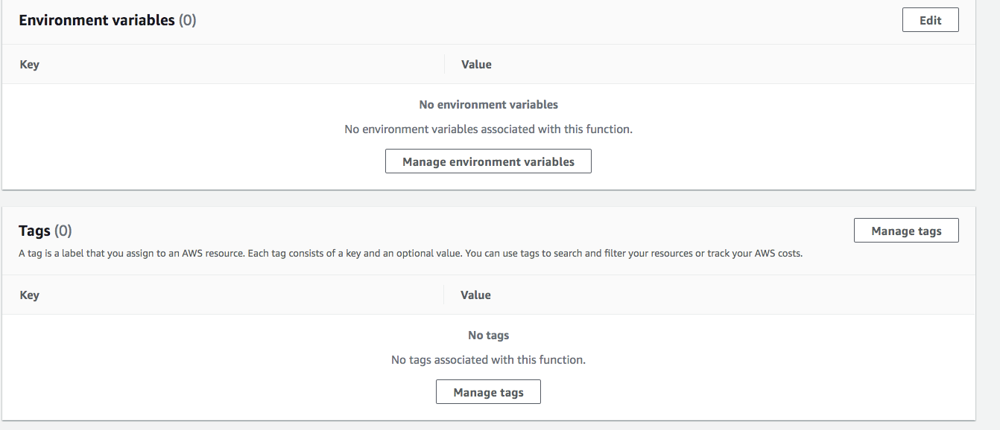 Environment variables (0)
Edit
Key
Value
No environment variables
No environment variables associated with this function.
Manage environment variables
Tags (0)
Manage tags
A tag is a label that you assign to an AWS resource. Each tag consists of a key and an optional value. You can use tags to search and filter your resources or track your AWS costs.
Key
Value
No tags
No tags associated with this function.
Manage tags